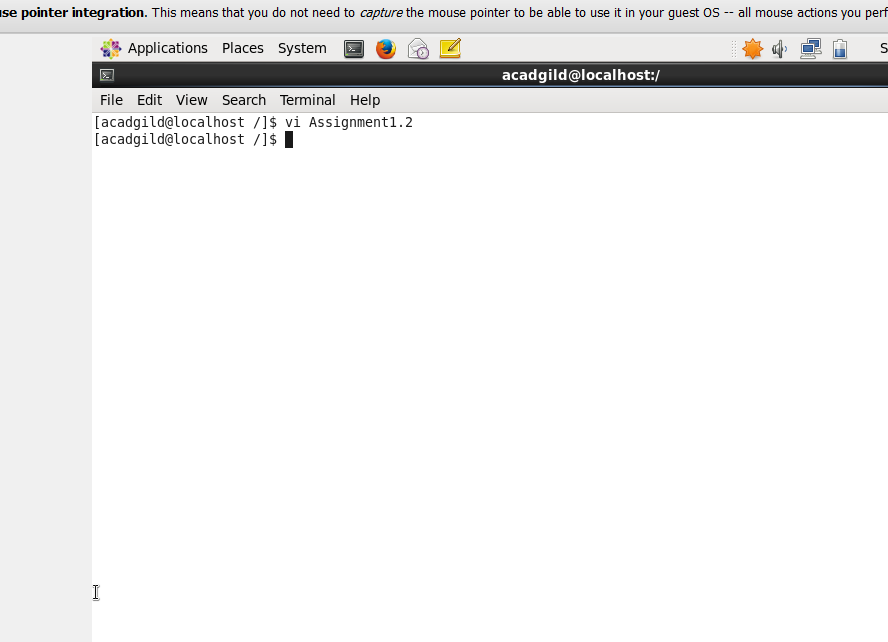 use pointer integration. This means that you do not need to capture the mouse pointer to be able to use it in your guest OS -- all mouse actions you perf
Applications Places System S
acadgild@localhost:/
File Edit View Search Terminal Help
[acadgild@localhost /]$ vi Assignment1.2
[acadgild@localhost /]$